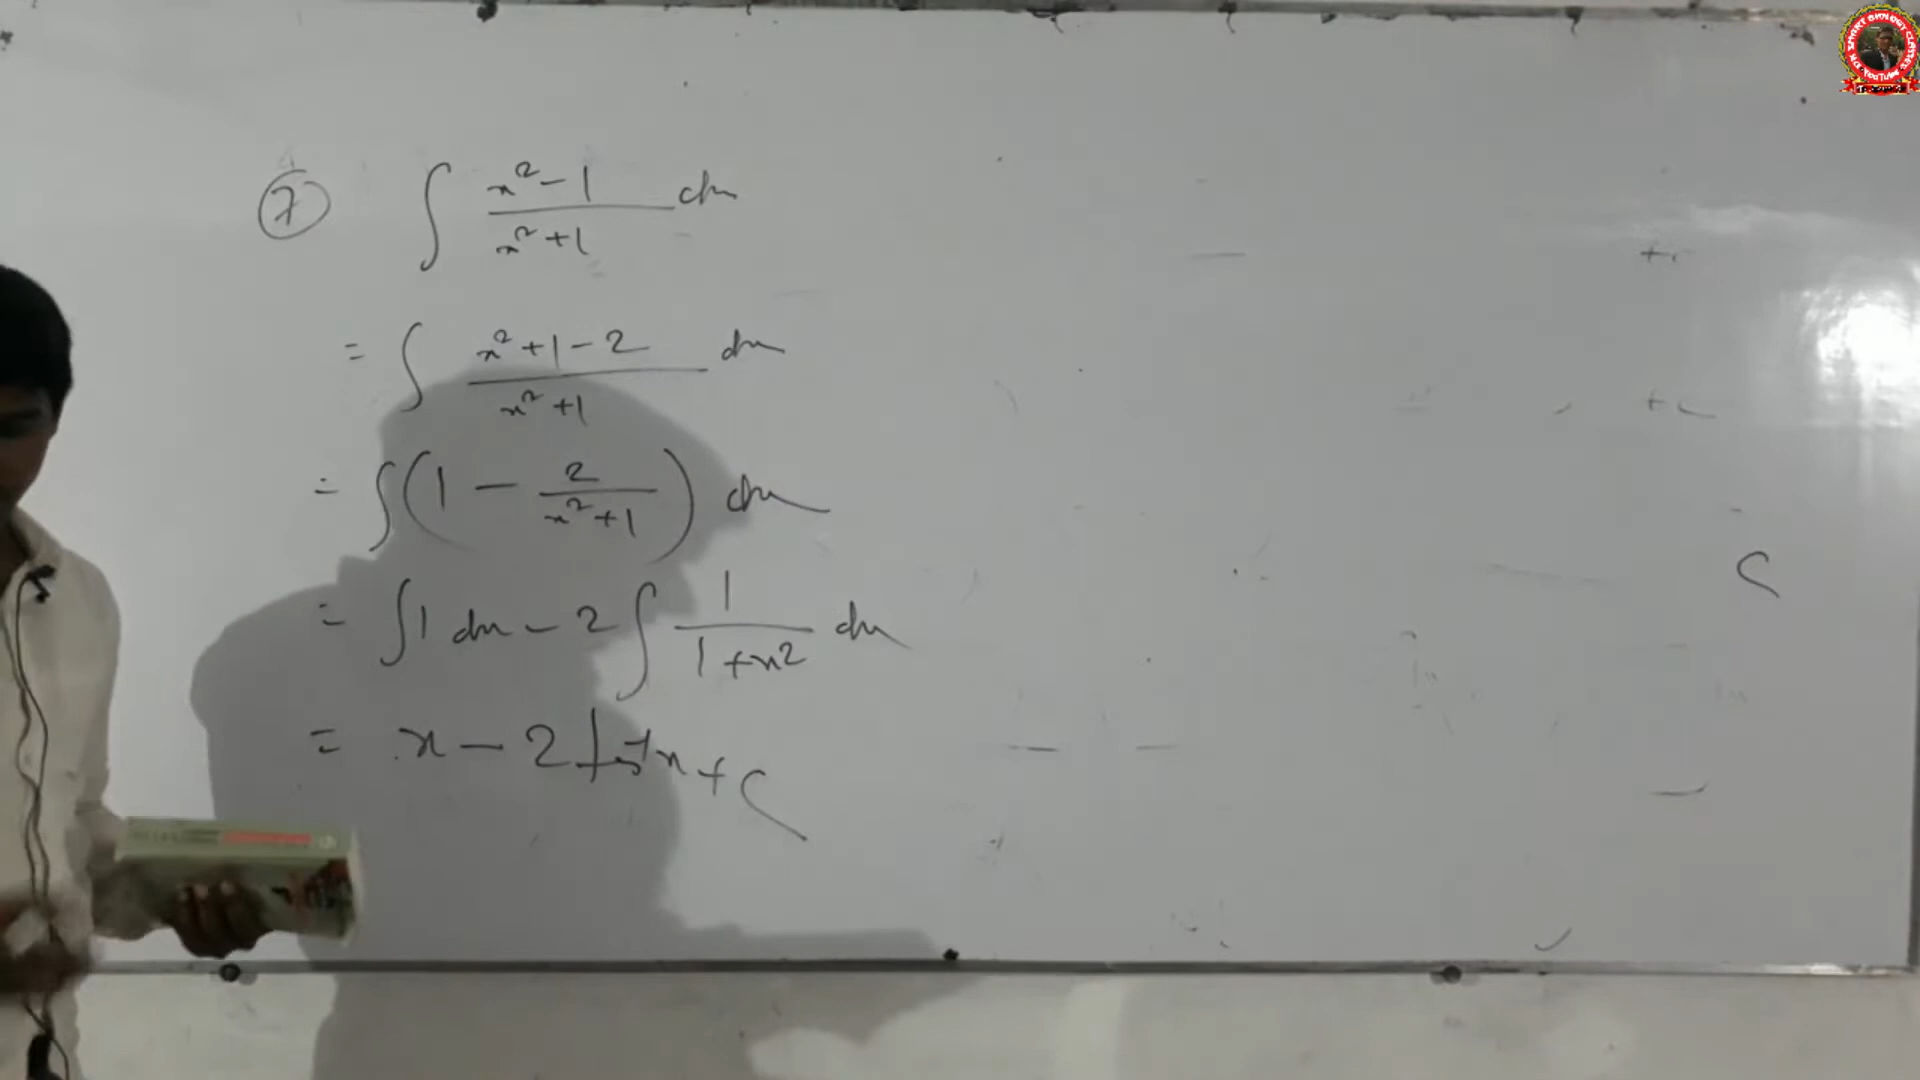 ⑦ ∫ x²-1 / x²+1 dx
= ∫ x²+1-2 / x²+1 dx
= ∫(1 - 2 / x²+1) dx
= ∫1 dx - 2∫ 1 / 1+x² dx
= x - 2 tan⁻¹x + C